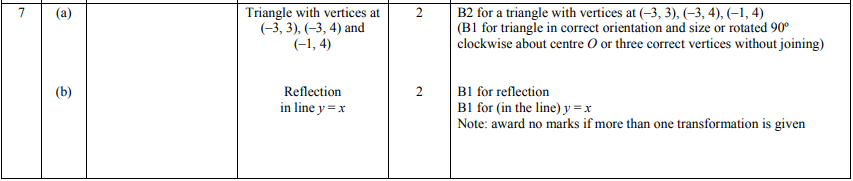 7 (a) Triangle with vertices at 2 B2 for a triangle with vertices at (–3, 3), (–3, 4), (–1, 4)
(–3, 3), (–3, 4) and (B1 for triangle in correct orientation and size or rotated 90º
(–1, 4) clockwise about centre O or three correct vertices without joining)
(b) Reflection 2 B1 for reflection
in line y = x B1 for (in the line) y = x
Note: award no marks if more than one transformation is given